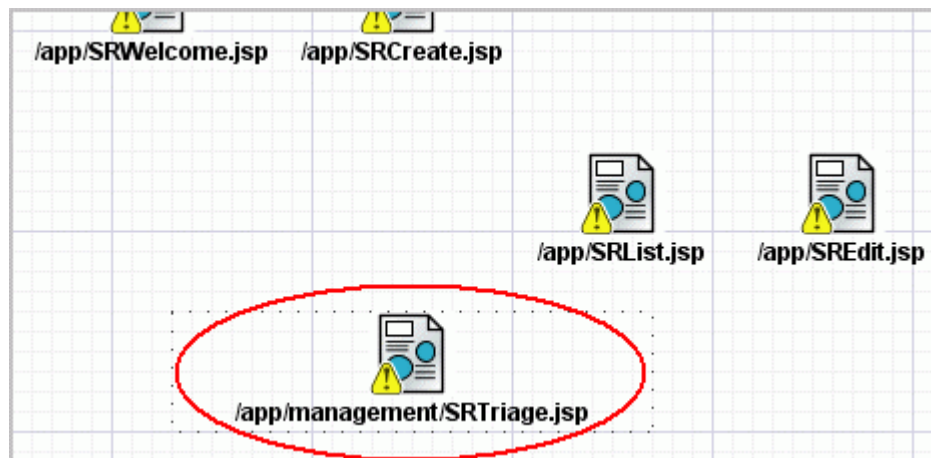 /app/SRWelcome.jsp
/app/SRCreate.jsp
/app/SRList.jsp
/app/SREdit.jsp
/app/management/SRTriage.jsp